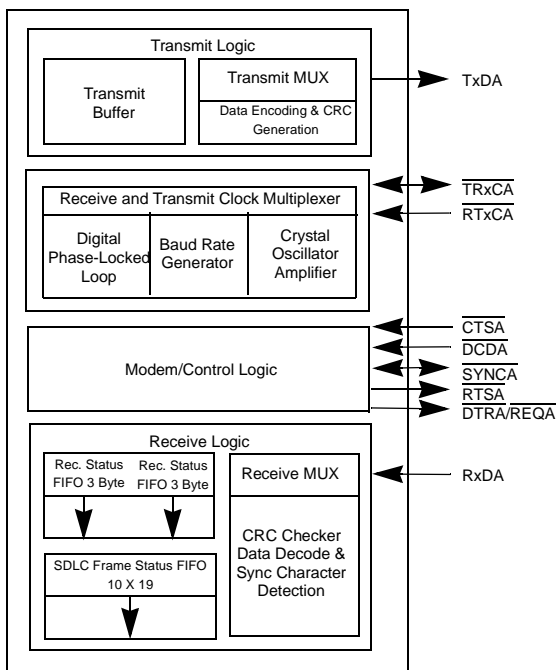 Transmit Logic
Transmit
Buffer
Transmit MUX
Data Encoding & CRC
Generation
TxDA
Receive and Transmit Clock Multiplexer
Digital
Phase-Locked
Loop
Baud Rate
Generator
Crystal
Oscillator
Amplifier
TRxCA
RTxCA
Modem/Control Logic
CTSA
DCDA
SYNCA
RTSA
DTRA/REQA
Receive Logic
Rec. Status
FIFO 3 Byte
Rec. Status
FIFO 3 Byte
SDLC Frame Status FIFO
10 X 19
Receive MUX
CRC Checker
Data Decode &
Sync Character
Detection
RxDA